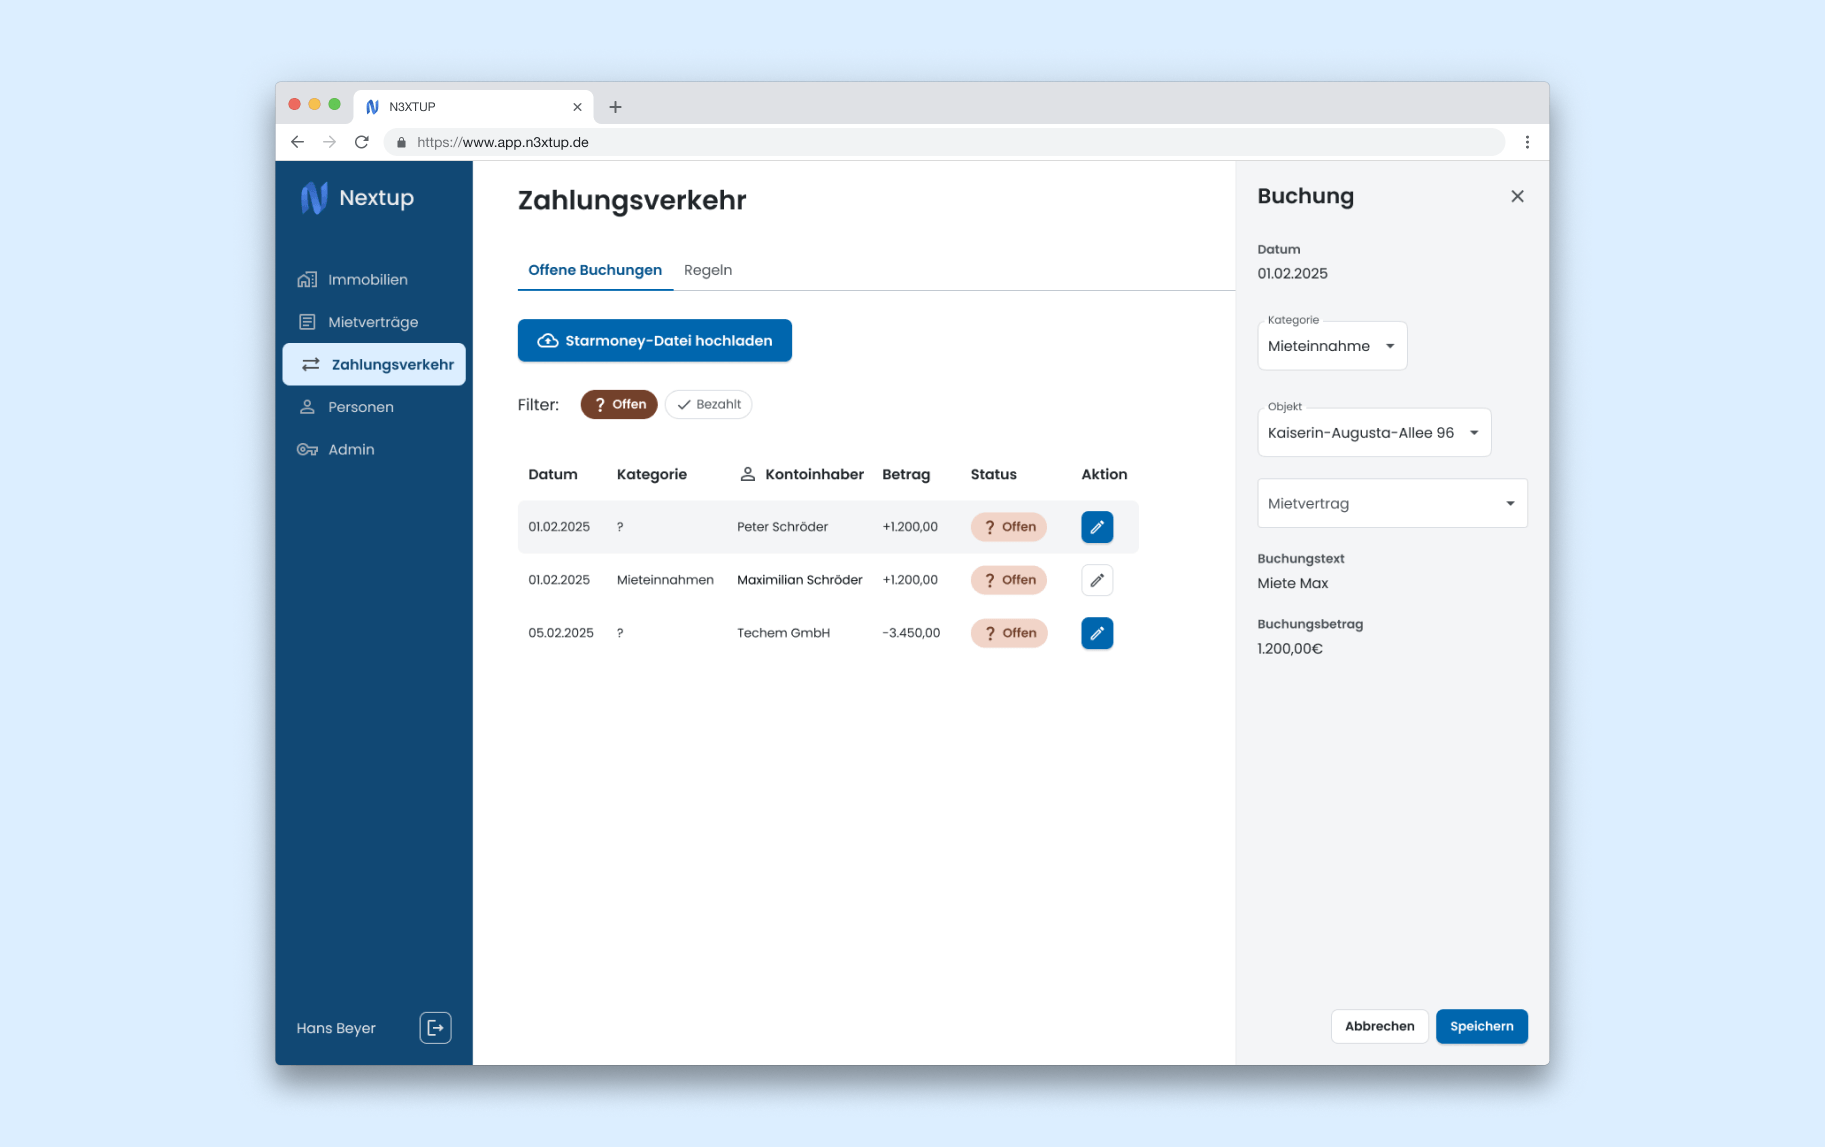 N3XTUP
https://www.app.n3xtup.de
Nextup
Immobilien
Mietverträge
Zahlungsverkehr
Personen
Admin
Hans Beyer
Zahlungsverkehr
Offene Buchungen Regeln
Starmoney-Datei hochladen
Filter: ? Offen Bezahlt
Datum Kategorie Kontoinhaber Betrag Status Aktion
01.02.2025 ? Peter Schröder +1.200,00 ? Offen
01.02.2025 Mieteinnahmen Maximilian Schröder +1.200,00 ? Offen
05.02.2025 ? Techem GmbH -3.450,00 ? Offen
Buchung
Datum
01.02.2025
Kategorie
Mieteinnahme
Objekt
Kaiserin-Augusta-Allee 96
Mietvertrag
Buchungstext
Miete Max
Buchungsbetrag
1.200,00€
Abbrechen Speichern